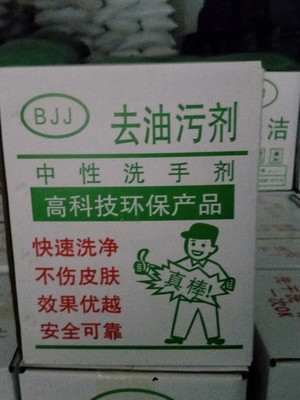 BJJ
去油污剂
中性洗手剂
高科技环保产品
快速洗净
不伤皮肤
效果优越
安全可靠
真棒!
洁